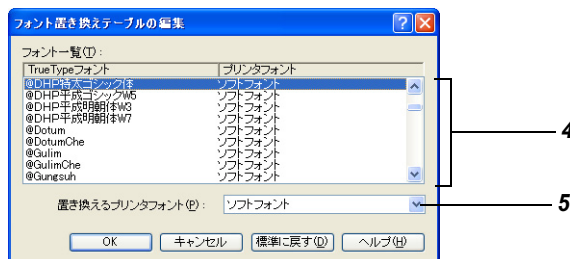 フォント置き換えテーブルの編集
フォント一覧(T):
TrueTypeフォント プリンタフォント
@DHP特太ゴシック体 ソフトフォント
@DHP平成ゴシックW5 ソフトフォント
@DHP平成明朝体W3 ソフトフォント
@DHP平成明朝体W7 ソフトフォント
@Dotum ソフトフォント
@DotumChe ソフトフォント
@Gulim ソフトフォント
@GulimChe ソフトフォント
@Gungsuh ソフトフォント
4
置き換えるプリンタフォント(P): ソフトフォント
5
OK キャンセル 標準に戻す(D) ヘルプ(H)